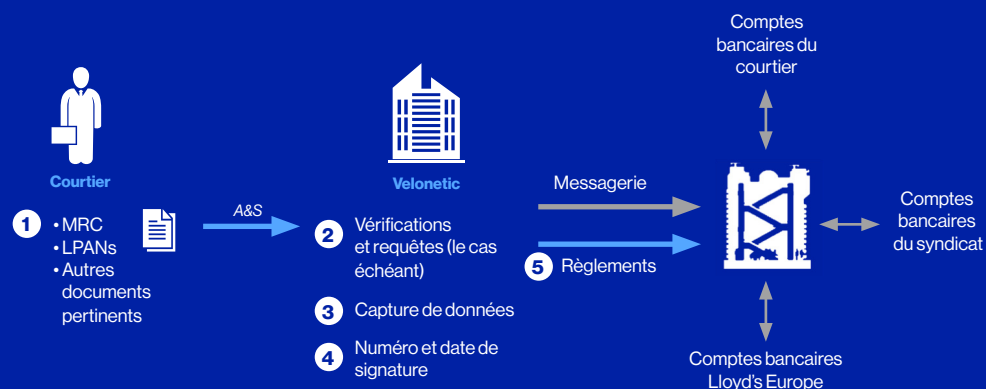 Comptes
bancaires du
courtier
Courtier
1
• MRC
• LPANs
• Autres
documents
pertinents
A&S
Velonetic
2
Vérifications
et requêtes (le cas
échéant)
3
Capture de données
4
Numéro et date de
signature
Messagerie
5
Règlements
Comptes
bancaires
du syndicat
Comptes bancaires
Lloyd's Europe